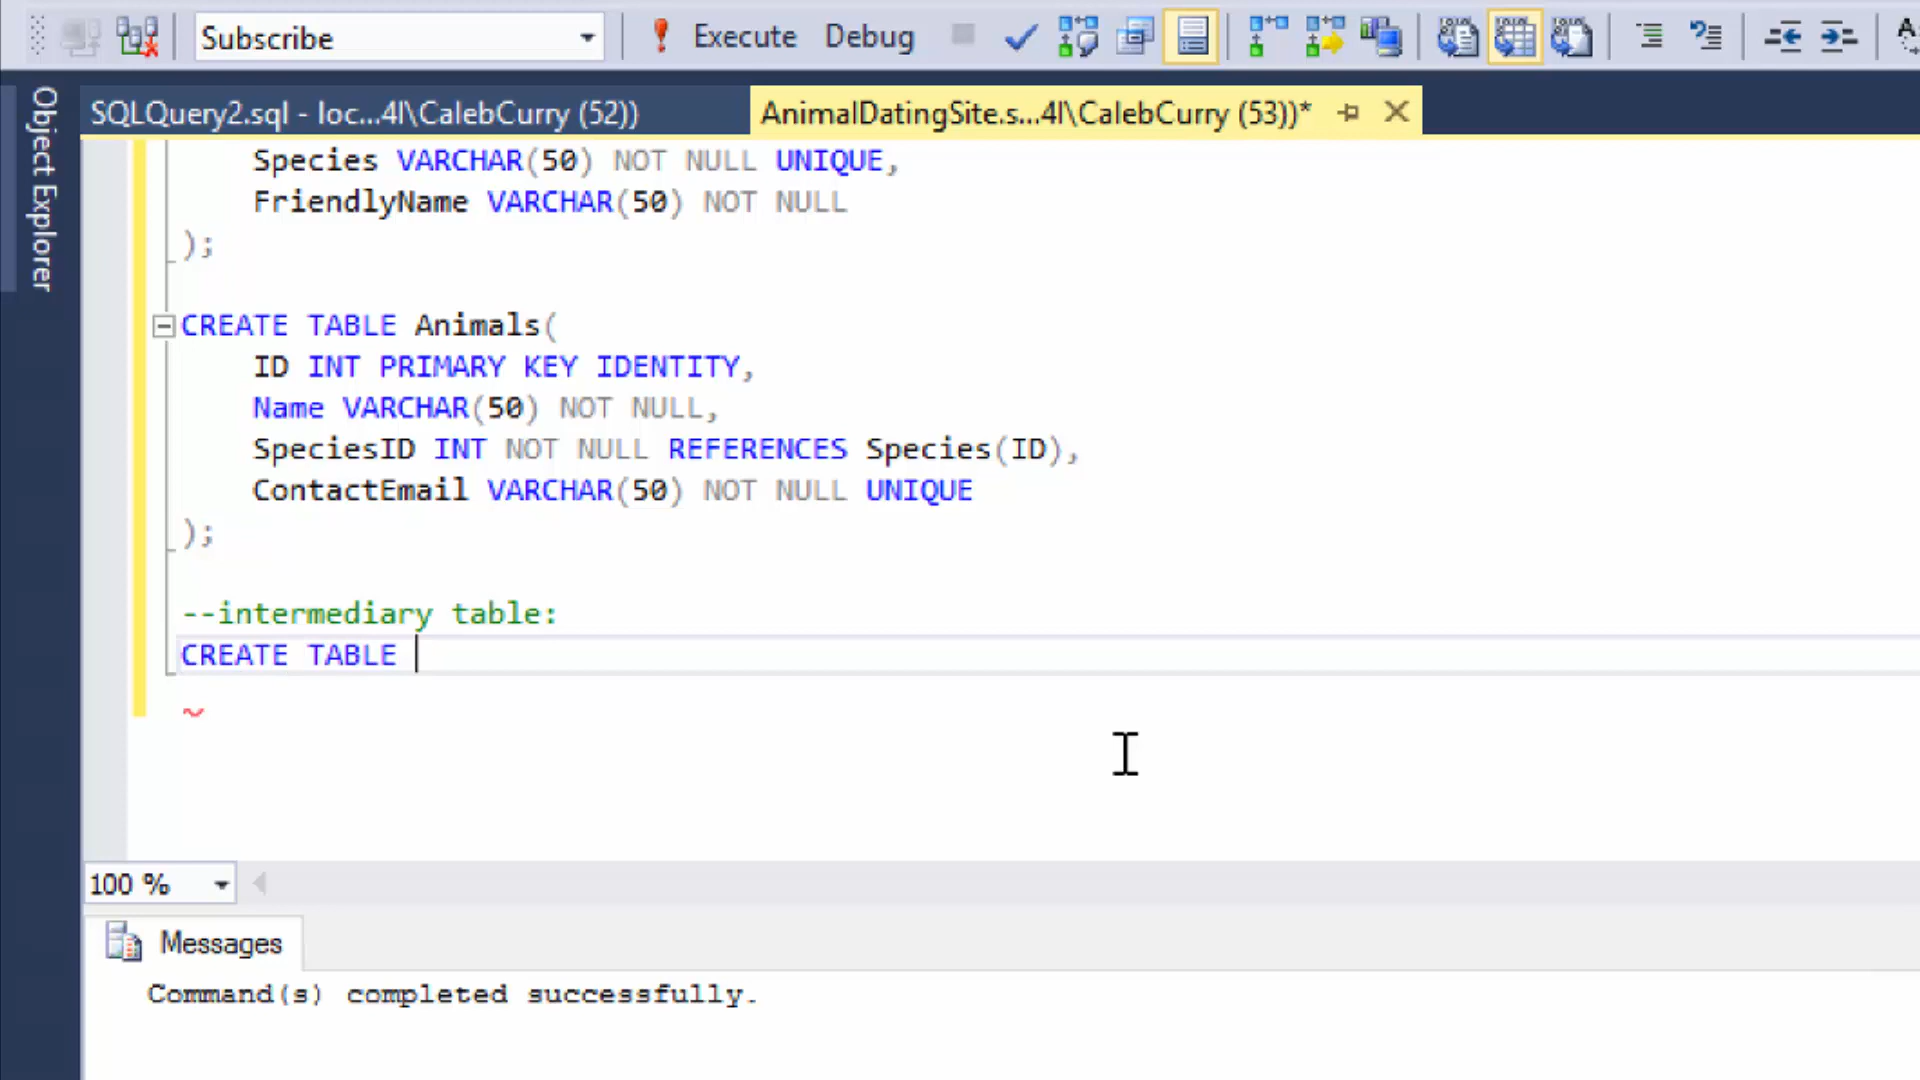 Subscribe
Execute
Debug
Object Explorer
SQLQuery2.sql - loc...4l\CalebCurry (52))
AnimalDatingSite.s...4l\CalebCurry (53))*
Species VARCHAR(50) NOT NULL UNIQUE,
FriendlyName VARCHAR(50) NOT NULL
);
CREATE TABLE Animals(
ID INT PRIMARY KEY IDENTITY,
Name VARCHAR(50) NOT NULL,
SpeciesID INT NOT NULL REFERENCES Species(ID),
ContactEmail VARCHAR(50) NOT NULL UNIQUE
);
--intermediary table:
CREATE TABLE
100 %
Messages
Command(s) completed successfully.